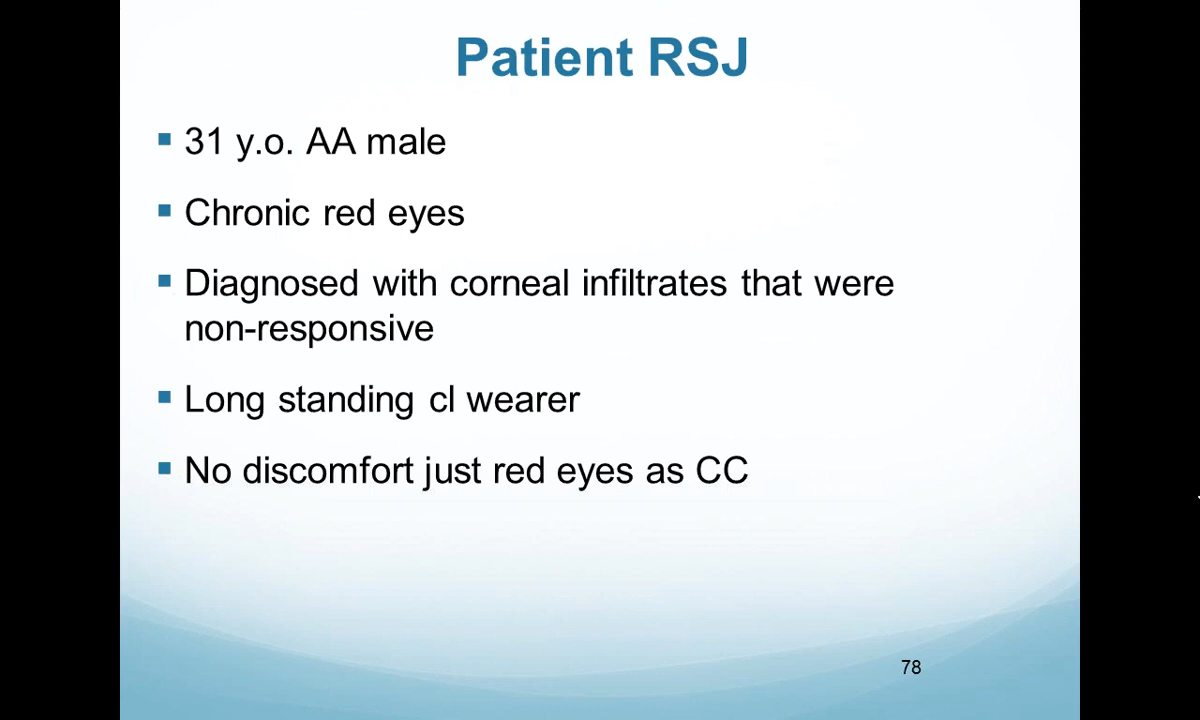 Patient RSJ
▪ 31 y.o. AA male
▪ Chronic red eyes
▪ Diagnosed with corneal infiltrates that were
non-responsive
▪ Long standing cl wearer
▪ No discomfort just red eyes as CC
78